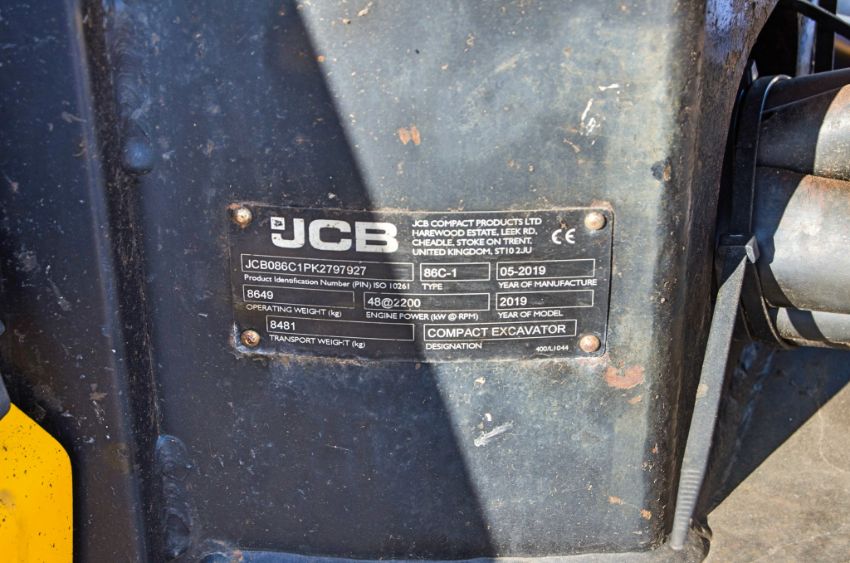 JCB
JCB COMPACT PRODUCTS LTD
HAREWOOD ESTATE, LEEK RD,
CHEADLE, STOKE ON TRENT,
UNITED KINGDOM, ST10 2JU
CE
JCB086C1PK2797927 86C-1 05-2019
Product Identification Number (PIN) ISO 10261 TYPE YEAR OF MANUFACTURE
8649 48@2200 2019
OPERATING WEIGHT (kg) ENGINE POWER (kW @ RPM) YEAR OF MODEL
8481 COMPACT EXCAVATOR
TRANSPORT WEIGHT (kg) DESIGNATION 400/L1044